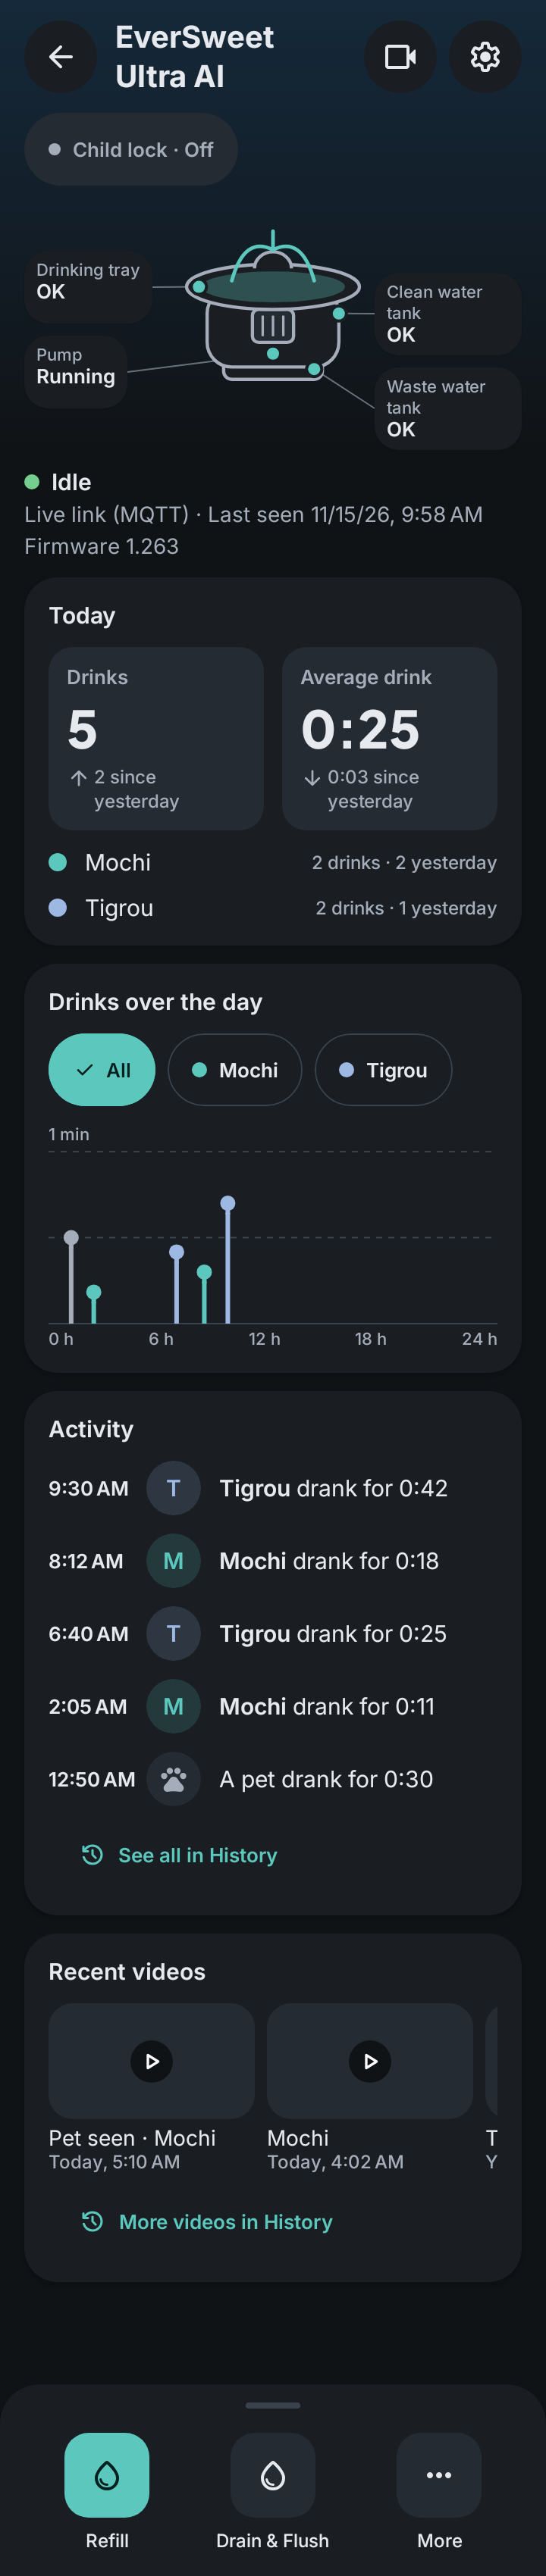 EverSweet
Ultra AI
Child lock · Off
Drinking tray
OK
Clean water
tank
OK
Pump
Running
Waste water
tank
OK
Idle
Live link (MQTT) · Last seen 11/15/26, 9:58 AM
Firmware 1.263
Today
Drinks
5
↑ 2 since
yesterday
Average drink
0:25
↓ 0:03 since
yesterday
Mochi 2 drinks · 2 yesterday
Tigrou 2 drinks · 1 yesterday
Drinks over the day
All Mochi Tigrou
1 min
0 h 6 h 12 h 18 h 24 h
Activity
9:30 AM T Tigrou drank for 0:42
8:12 AM M Mochi drank for 0:18
6:40 AM T Tigrou drank for 0:25
2:05 AM M Mochi drank for 0:11
12:50 AM A pet drank for 0:30
See all in History
Recent videos
Pet seen · Mochi
Today, 5:10 AM
Mochi
Today, 4:02 AM
T
Y
More videos in History
Refill Drain & Flush More